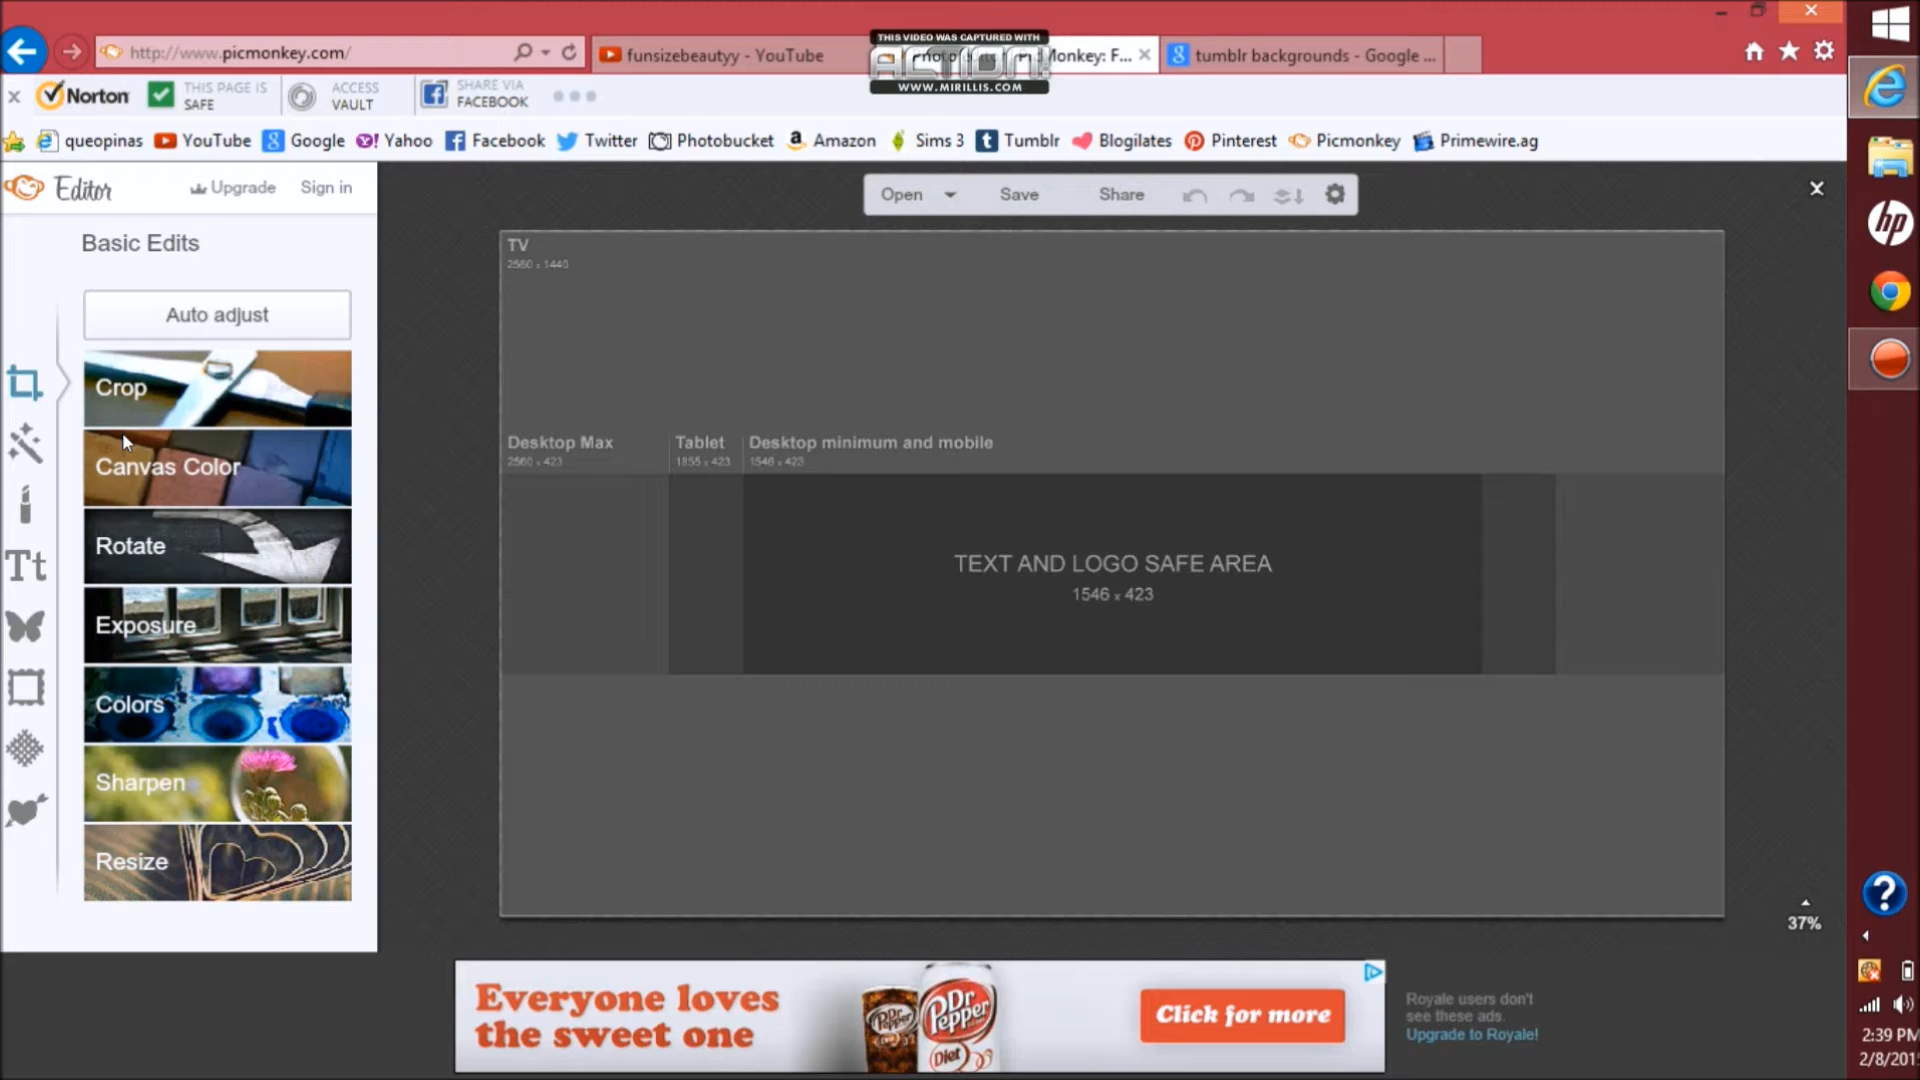 THIS VIDEO WAS CAPTURED WITH
WWW.MIRILLIS.COM
http://www.picmonkey.com/
funsizebeautyy - YouTube
Monkey: F...
tumblr backgrounds - Google ...
Norton
THIS PAGE IS
SAFE
ACCESS
VAULT
SHARE VIA
FACEBOOK
queopinas
YouTube
Google
Yahoo
Facebook
Twitter
Photobucket
Amazon
Sims 3
Tumblr
Blogilates
Pinterest
Picmonkey
Primewire.ag
Editor
Upgrade
Sign in
Open
Save
Share
Basic Edits
Auto adjust
Crop
Canvas Color
Rotate
Exposure
Colors
Sharpen
Resize
Tt
TV
2560 x 1440
Desktop Max
2560 x 423
Tablet
1855 x 423
Desktop minimum and mobile
1546 x 423
TEXT AND LOGO SAFE AREA
1546 x 423
37%
Everyone loves
the sweet one
Dr Pepper
Dr Pepper
Diet
Click for more
Royale users don't
see these ads.
Upgrade to Royale!
hp
2:39 PM
2/8/201